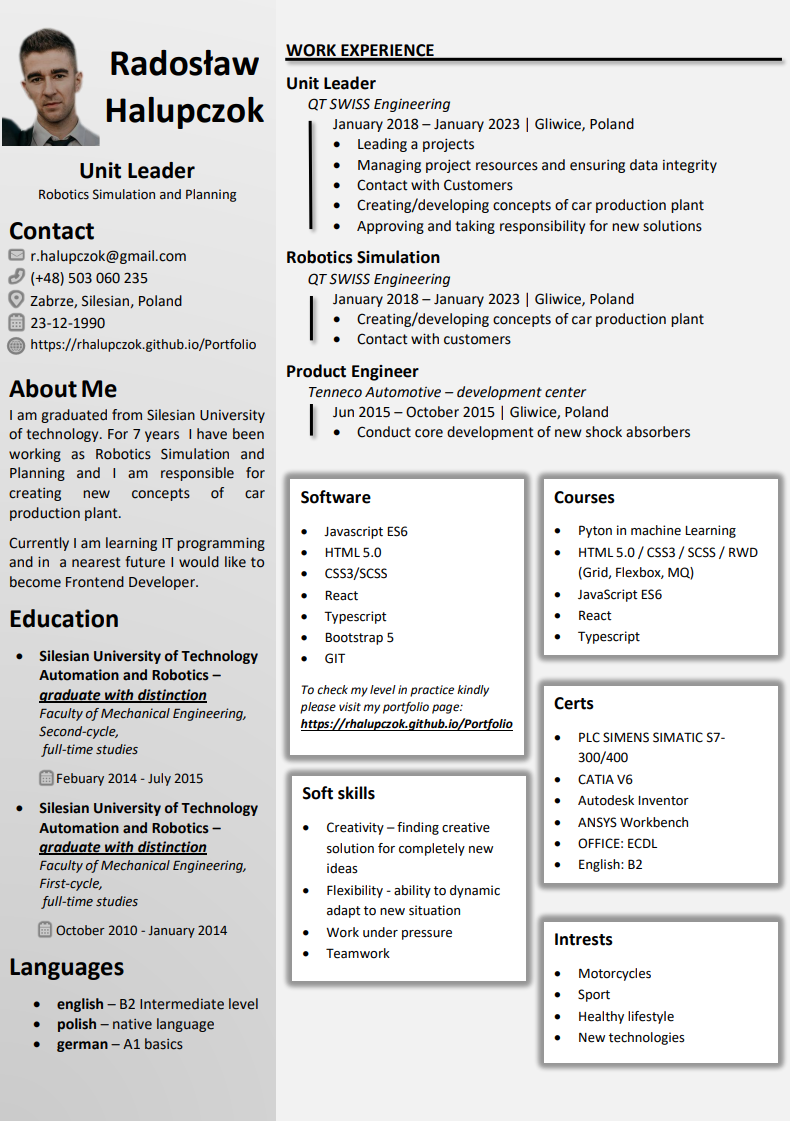 Radosław
Halupczok
Unit Leader
Robotics Simulation and Planning
Contact
r.halupczok@gmail.com
(+48) 503 060 235
Zabrze, Silesian, Poland
23-12-1990
https://rhalupczok.github.io/Portfolio
About Me
I am graduated from Silesian University
of technology. For 7 years I have been
working as Robotics Simulation and
Planning and I am responsible for
creating new concepts of car
production plant.
Currently I am learning IT programming
and in a nearest future I would like to
become Frontend Developer.
Education
• Silesian University of Technology
Automation and Robotics –
graduate with distinction
Faculty of Mechanical Engineering,
Second-cycle,
full-time studies
Febuary 2014 - July 2015
• Silesian University of Technology
Automation and Robotics –
graduate with distinction
Faculty of Mechanical Engineering,
First-cycle,
full-time studies
October 2010 - January 2014
Languages
• english – B2 Intermediate level
• polish – native language
• german – A1 basics
WORK EXPERIENCE
Unit Leader
QT SWISS Engineering
January 2018 – January 2023 | Gliwice, Poland
• Leading a projects
• Managing project resources and ensuring data integrity
• Contact with Customers
• Creating/developing concepts of car production plant
• Approving and taking responsibility for new solutions
Robotics Simulation
QT SWISS Engineering
January 2018 – January 2023 | Gliwice, Poland
• Creating/developing concepts of car production plant
• Contact with customers
Product Engineer
Tenneco Automotive – development center
Jun 2015 – October 2015 | Gliwice, Poland
• Conduct core development of new shock absorbers
Software
• Javascript ES6
• HTML 5.0
• CSS3/SCSS
• React
• Typescript
• Bootstrap 5
• GIT
To check my level in practice kindly
please visit my portfolio page:
https://rhalupczok.github.io/Portfolio
Soft skills
• Creativity – finding creative
solution for completely new
ideas
• Flexibility - ability to dynamic
adapt to new situation
• Work under pressure
• Teamwork
Courses
• Pyton in machine Learning
• HTML 5.0 / CSS3 / SCSS / RWD
(Grid, Flexbox, MQ)
• JavaScript ES6
• React
• Typescript
Certs
• PLC SIMENS SIMATIC S7-
300/400
• CATIA V6
• Autodesk Inventor
• ANSYS Workbench
• OFFICE: ECDL
• English: B2
Intrests
• Motorcycles
• Sport
• Healthy lifestyle
• New technologies